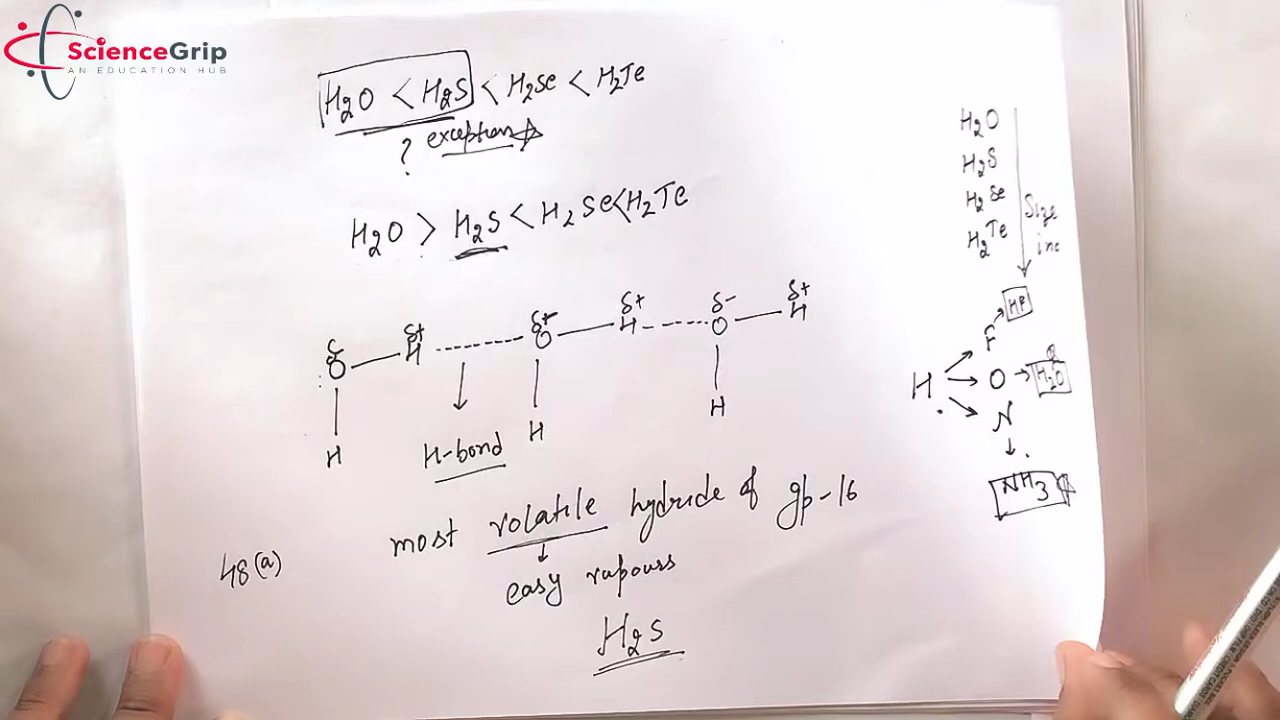 ScienceGrip
AN EDUCATION HUB
H2O < H2S < H2Se < H2Te
? exception
H2O > H2S < H2Se < H2Te
δ- δ+ δ+ δ+ δ- δ+
:O — H ------ O — H ---- O — H
H H H
H-bond
most volatile hydride of gp-16
48(a)
easy vapours
H2S
H2O
H2S
H2Se
H2Te
Size
inc
HF
F
H. O → H2O
N
NH3